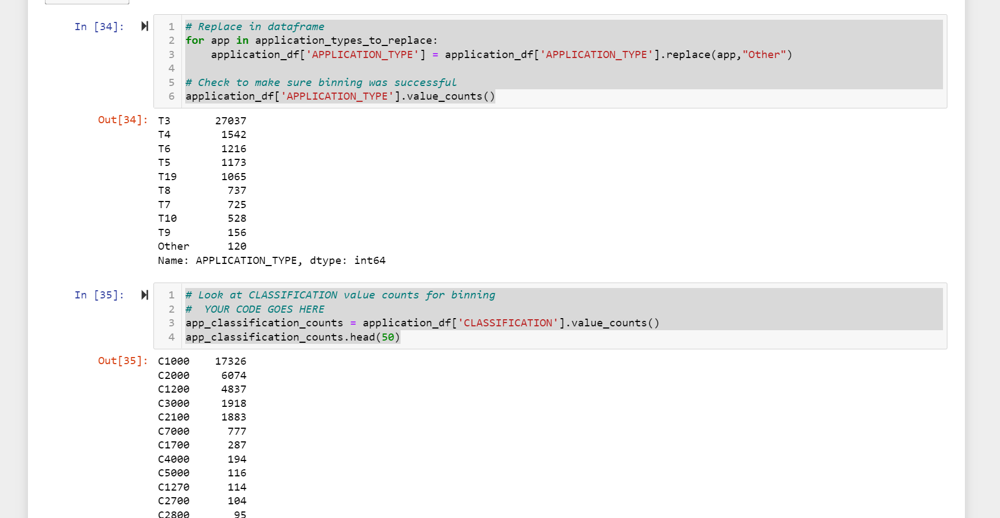 In [34]:
1 # Replace in dataframe
2 for app in application_types_to_replace:
3     application_df['APPLICATION_TYPE'] = application_df['APPLICATION_TYPE'].replace(app,"Other")
4
5 # Check to make sure binning was successful
6 application_df['APPLICATION_TYPE'].value_counts()
Out[34]: T3 27037
T4 1542
T6 1216
T5 1173
T19 1065
T8 737
T7 725
T10 528
T9 156
Other 120
Name: APPLICATION_TYPE, dtype: int64
In [35]:
1 # Look at CLASSIFICATION value counts for binning
2 #  YOUR CODE GOES HERE
3 app_classification_counts = application_df['CLASSIFICATION'].value_counts()
4 app_classification_counts.head(50)
Out[35]: C1000 17326
C2000 6074
C1200 4837
C3000 1918
C2100 1883
C7000 777
C1700 287
C4000 194
C5000 116
C1270 114
C2700 104
C2800 95